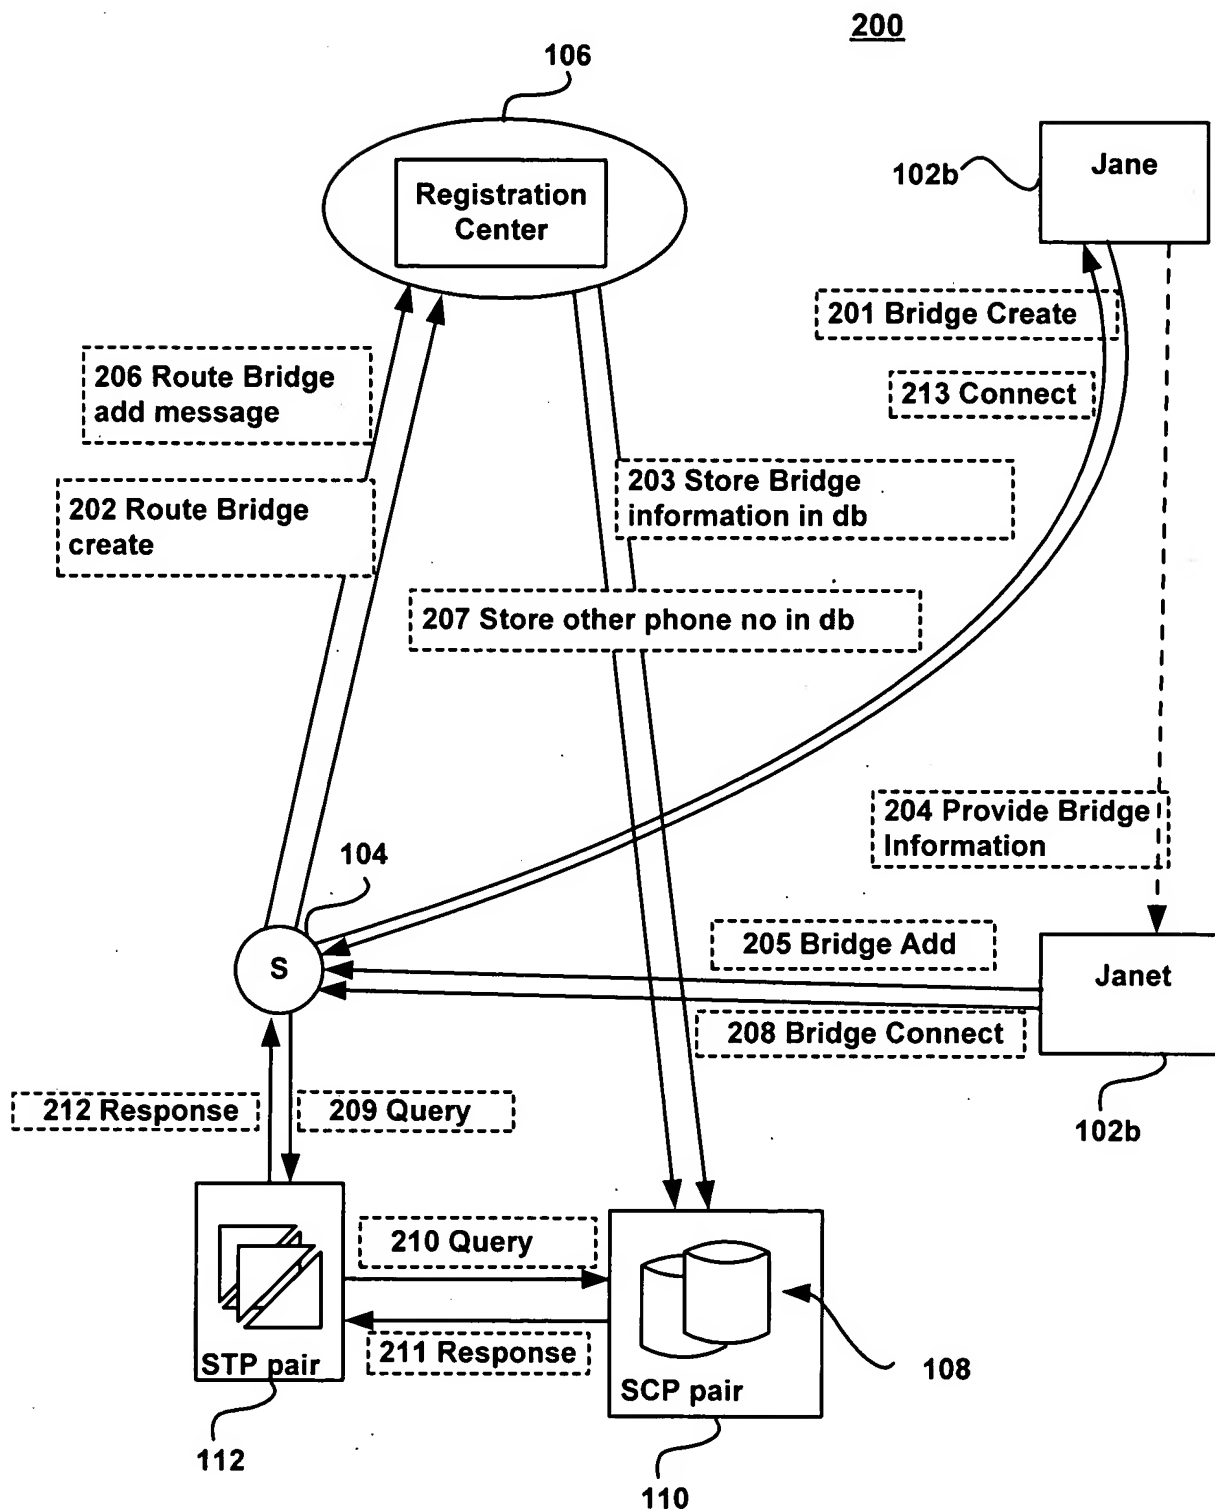 200
106
Jane
102b
Registration
Center
201 Bridge Create
206 Route Bridge
add message
213 Connect
203 Store Bridge
information in db
202 Route Bridge
create
207 Store other phone no in db
204 Provide Bridge
Information
104
205 Bridge Add
S
Janet
208 Bridge Connect
212 Response
209 Query
102b
210 Query
211 Response
STP pair
108
SCP pair
112
110